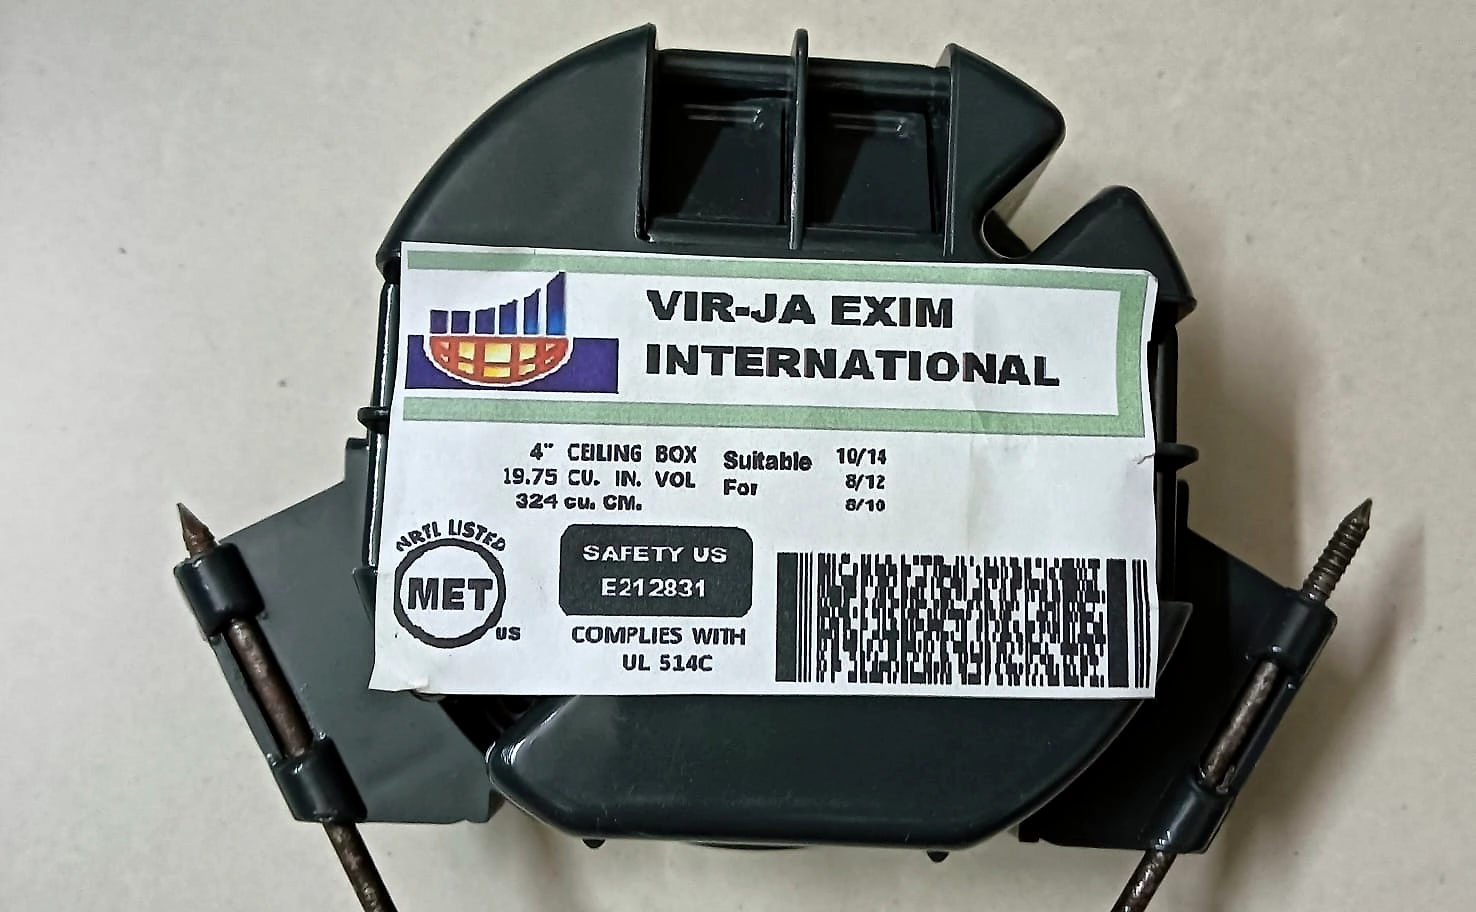 VIR-JA EXIM
INTERNATIONAL
4" CEILING BOX
19.75 CU. IN. VOL
324 cu. CM.
Suitable
For
10/14
8/12
8/10
NRTL LISTED
MET
US
SAFETY US
E212831
COMPLIES WITH
UL 514C